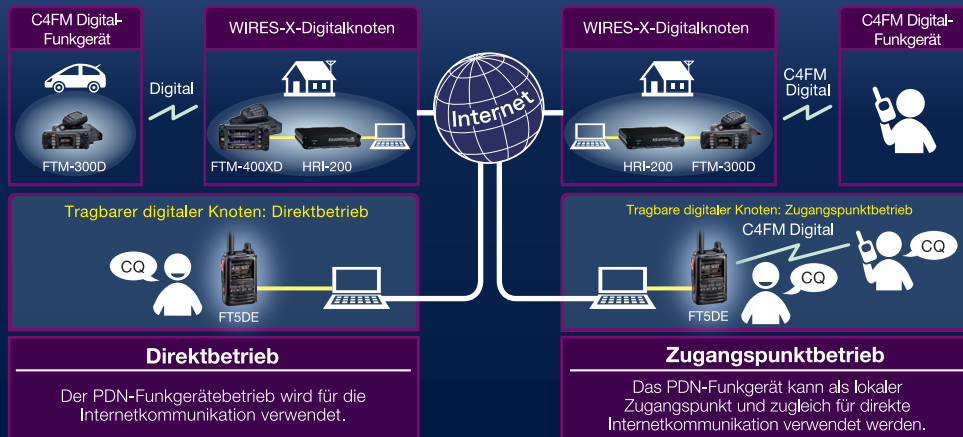 C4FM Digital-
Funkgerät
FTM-300D
Digital
WIRES-X-Digitalknoten
FTM-400XD
HRI-200
Internet
WIRES-X-Digitalknoten
HRI-200
FTM-300D
C4FM
Digital
C4FM Digital-
Funkgerät
Tragbarer digitaler Knoten: Direktbetrieb
CQ
FT5DE
Direktbetrieb
Der PDN-Funkgerätebetrieb wird für die
Internetkommunikation verwendet.
Tragbare digitaler Knoten: Zugangspunktbetrieb
C4FM Digital
CQ
CQ
FT5DE
Zugangspunktbetrieb
Das PDN-Funkgerät kann als lokaler
Zugangspunkt und zugleich für direkte
Internetkommunikation verwendet werden.